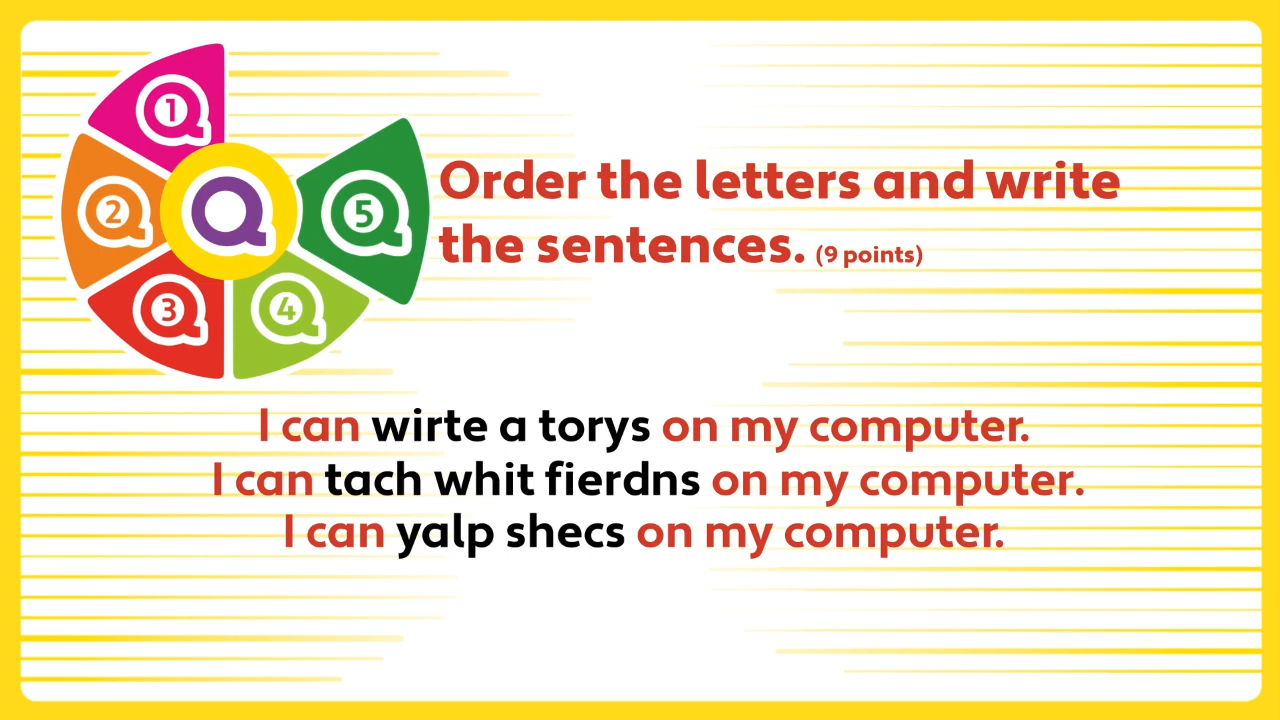 1
2
3
4
5
Q
Order the letters and write
the sentences. (9 points)
I can wirte a torys on my computer.
I can tach whit fierdns on my computer.
I can yalp shecs on my computer.